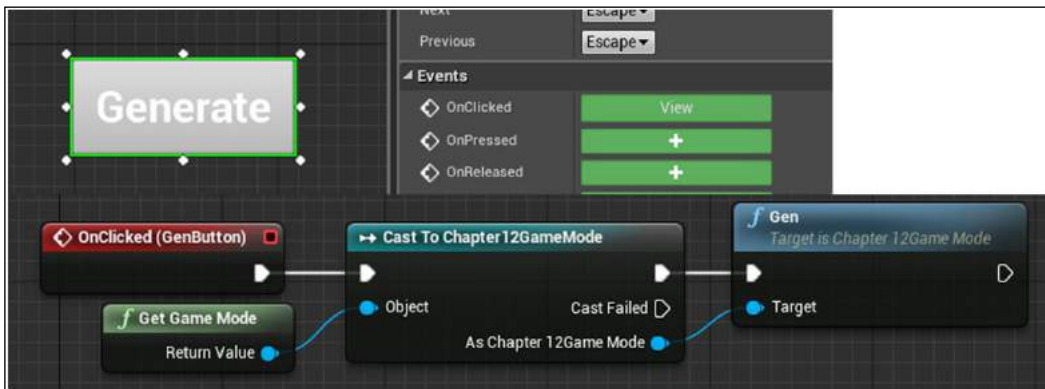 Next
Escape
Previous
Escape
Events
Generate
OnClicked
View
OnPressed
+
OnReleased
+
f Gen
Target is Chapter 12Game Mode
OnClicked (GenButton)
Cast To Chapter12GameMode
Object
Cast Failed
Target
f Get Game Mode
Return Value
As Chapter 12Game Mode